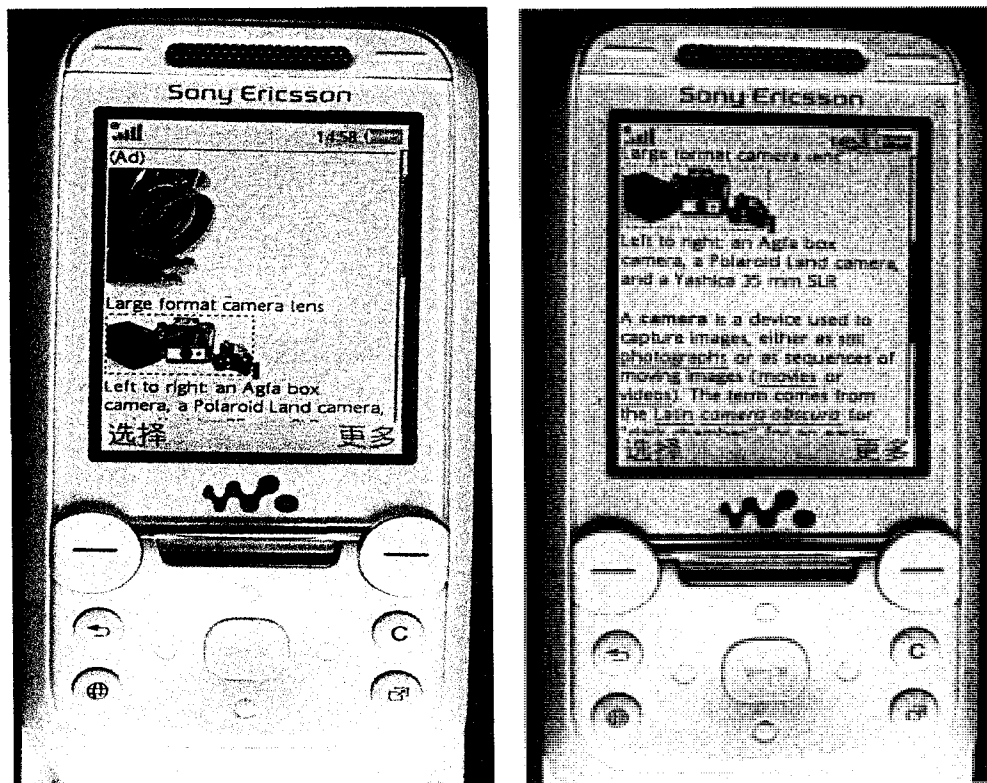 Sony Ericsson
14:58
(Ad)
Large format camera lens
Left to right: an Agfa box
camera, a Polaroid Land camera,
选择 更多
C
Sony Ericsson
Large format camera lens
Left to right: an Agfa box
camera, a Polaroid Land camera,
and a Yashica 35 mm SLR
A camera is a device used to
capture images, either as still
photographs or as sequences of
moving images (movies or
videos). The term comes from
the Latin camera obscura for
选择 更多
C